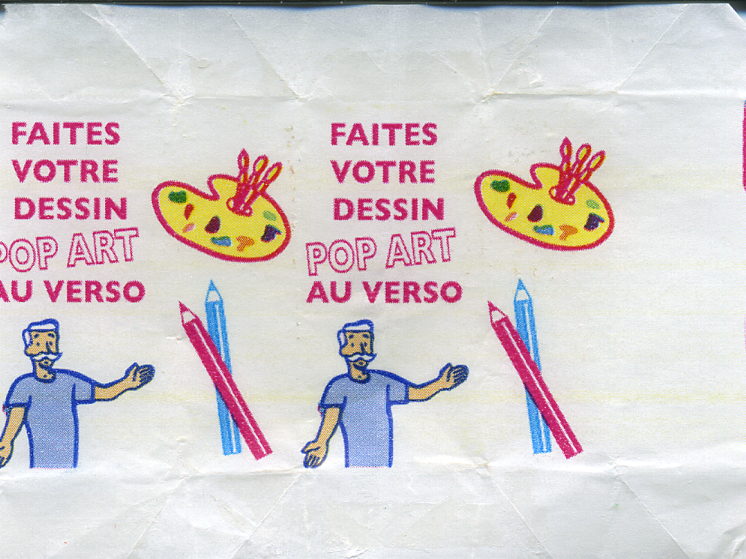 FAITES
VOTRE
DESSIN
POP ART
AU VERSO
FAITES
VOTRE
DESSIN
POP ART
AU VERSO